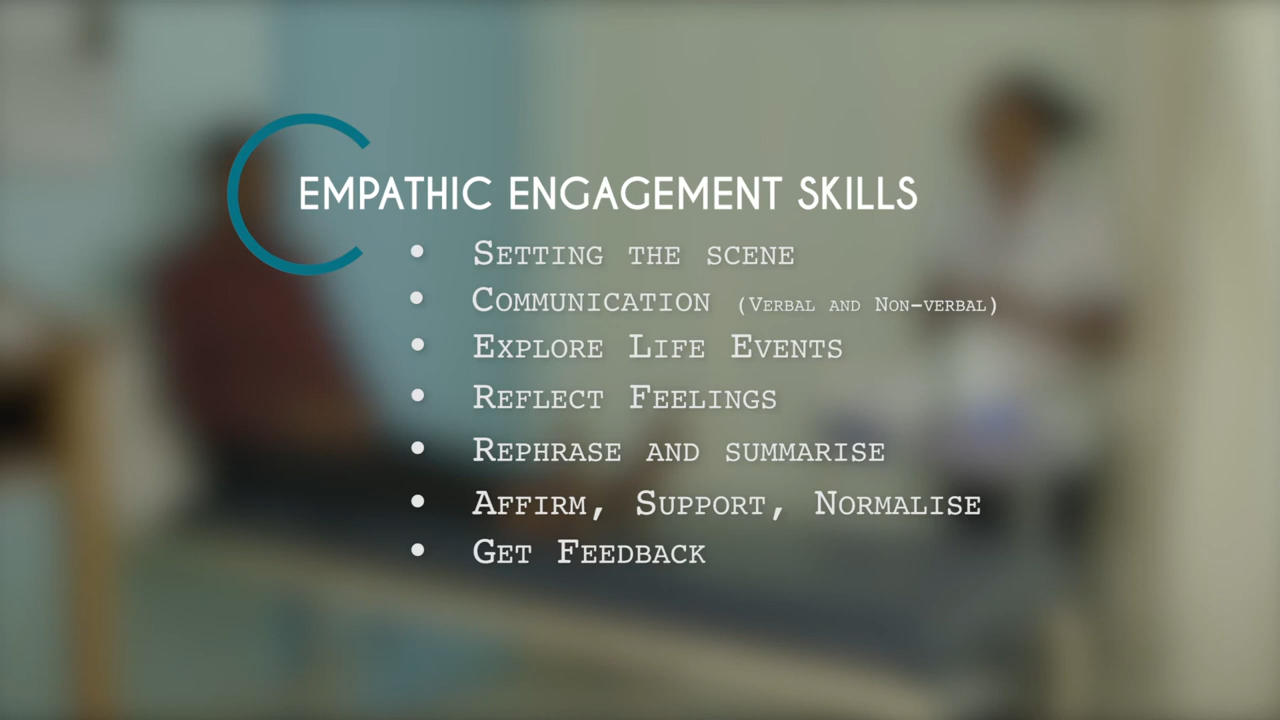 EMPATHIC ENGAGEMENT SKILLS
• Setting the scene
• Communication (Verbal and Non-verbal)
• Explore Life Events
• Reflect Feelings
• Rephrase and summarise
• Affirm, Support, Normalise
• Get Feedback